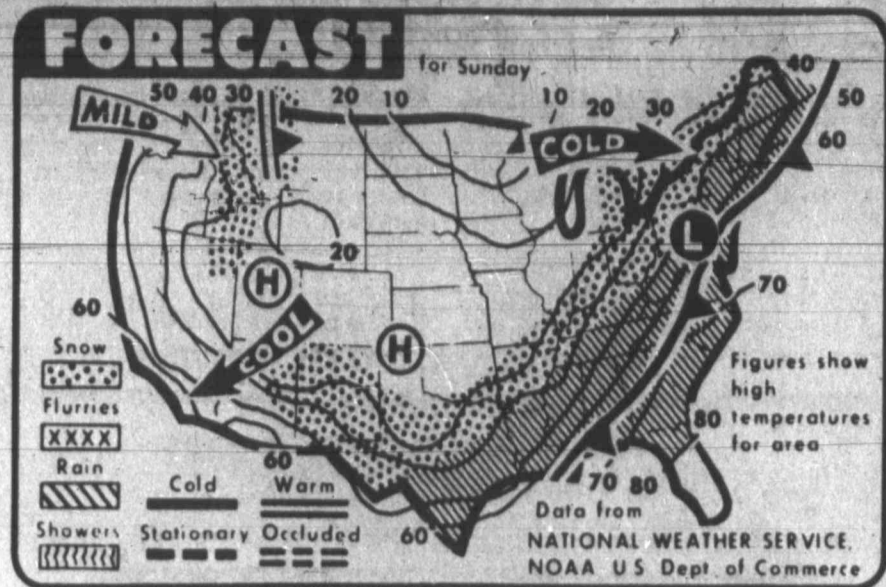 FORECAST
for Sunday
MILD
50 40 30 20 10 10 20 30 40
50
60
COLD
L
20
H
70
60
COOL
H
Snow
Flurries
XXXX
Rain
Showers
Cold
Warm
Stationary
Occluded
60
60
70 80
80
Figures show
high
temperatures
for area
Data from
NATIONAL WEATHER SERVICE,
NOAA U S Dept of Commerce